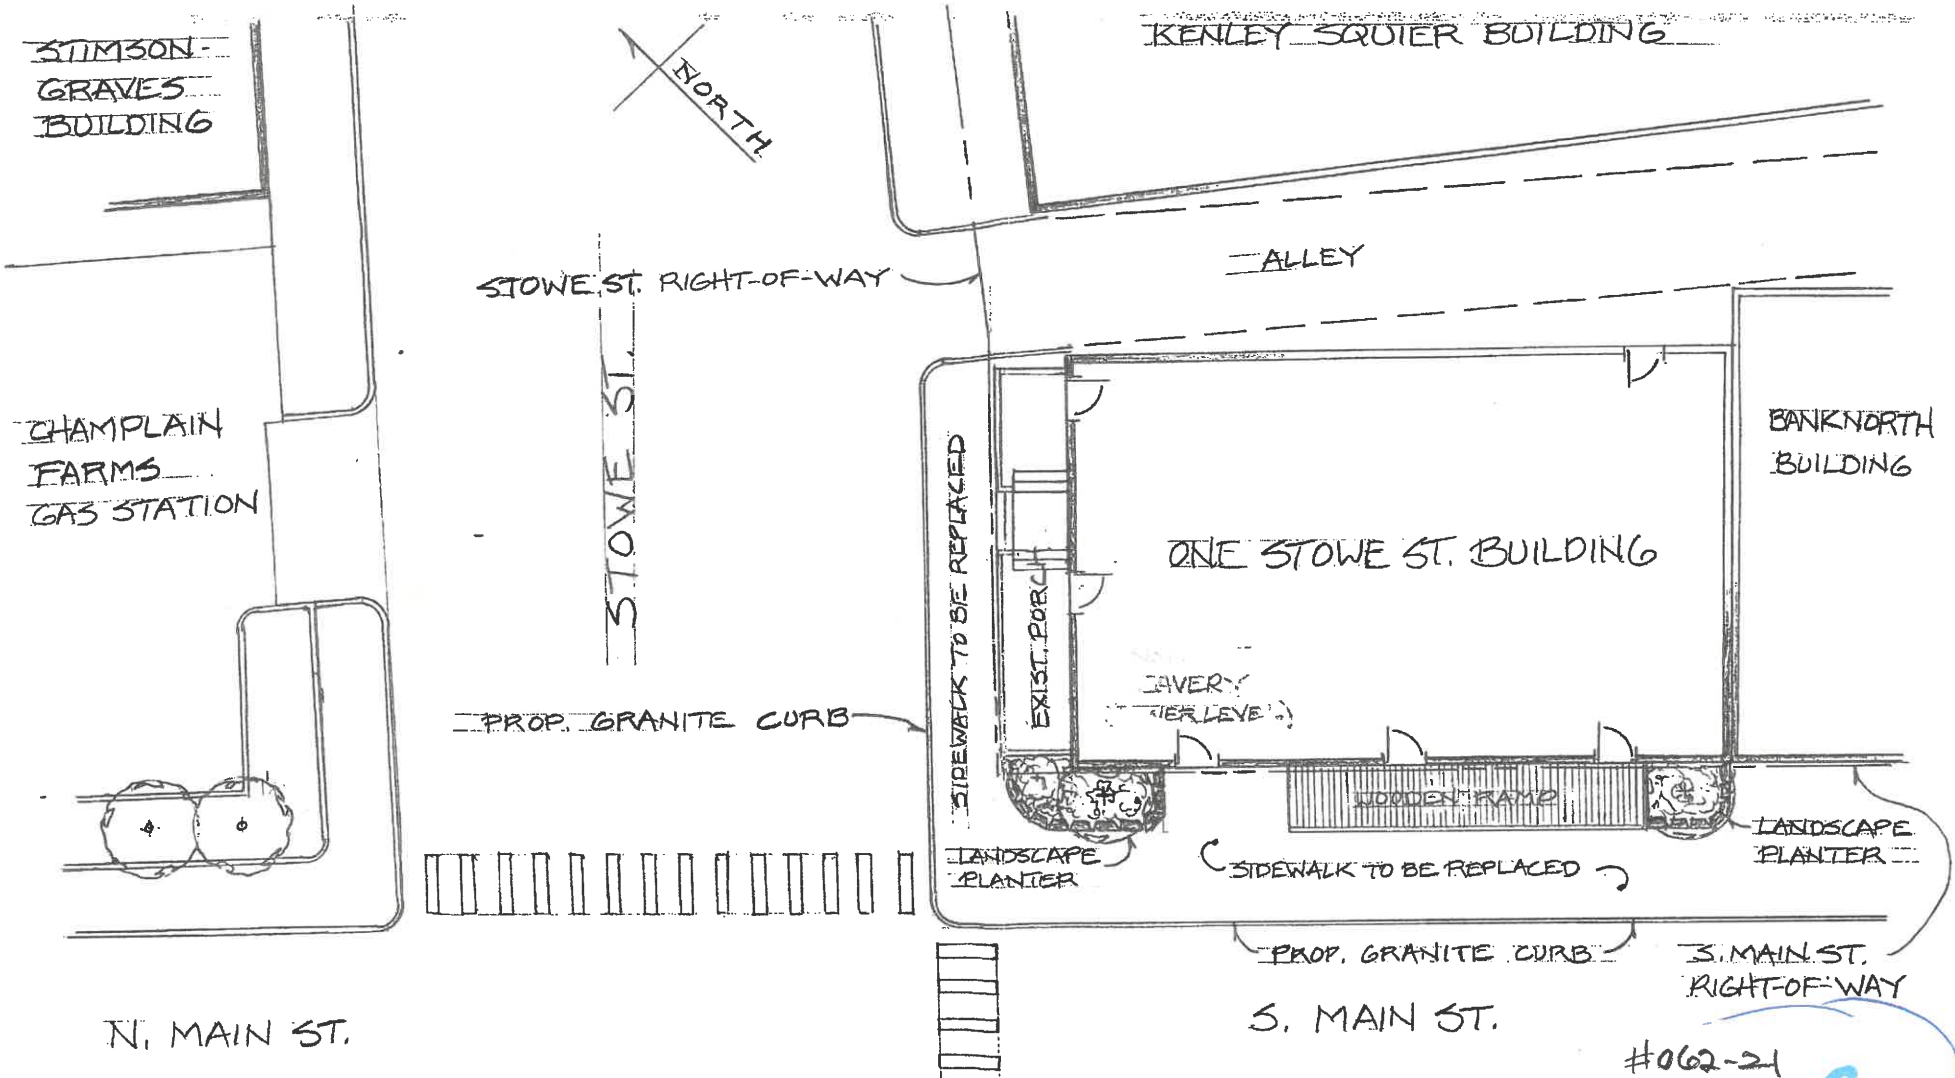 STIMSON-
GRAVES
BUILDING
NORTH
KENLEY SQUIER BUILDING
STOWE ST. RIGHT-OF-WAY
ALLEY
STOWE ST.
CHAMPLAIN
FARMS
GAS STATION
SIDEWALK TO BE REPLACED
EXIST. PORCH
ONE STOWE ST. BUILDING
BANKNORTH
BUILDING
PROP. GRANITE CURB
WOODEN RAMP
LANDSCAPE
PLANTER
SIDEWALK TO BE REPLACED
LANDSCAPE
PLANTER
PROP. GRANITE CURB
S. MAIN ST.
RIGHT-OF-WAY
N. MAIN ST.
S. MAIN ST.
#062-21